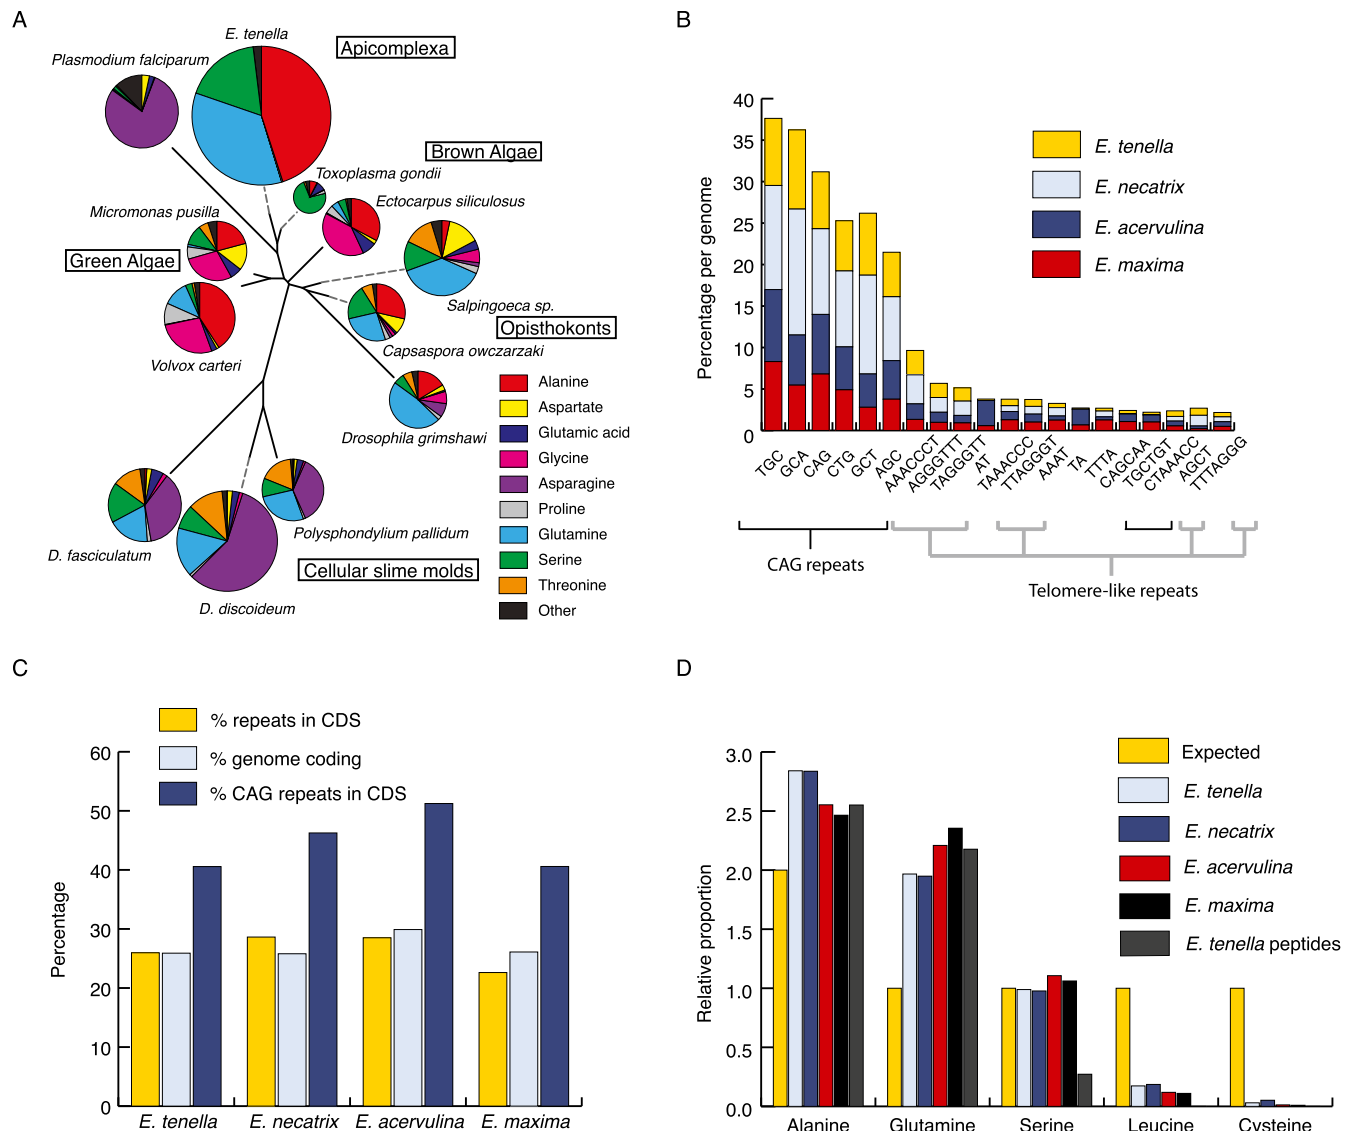 A
E. tenella
Apicomplexa
Plasmodium falciparum
Brown Algae
Toxoplasma gondii
Ectocarpus siliculosus
Micromonas pusilla
Green Algae
Salpingoeca sp.
Opisthokonts
Capsaspora owczarzaki
Volvox carteri
Drosophila grimshawi
Alanine
Aspartate
Glutamic acid
Glycine
Asparagine
Proline
Glutamine
Serine
Threonine
Other
Polysphondylium pallidum
D. fasciculatum
Cellular slime molds
D. discoideum
B
Percentage per genome
40
35
30
25
20
15
10
5
0
E. tenella
E. necatrix
E. acervulina
E. maxima
TGC
GCA
CAG
CTG
GCT
AGC
AACCCT
AGGGTTT
TAGGGTT
AT
TAACCC
TTAGGGT
AAAT
TA
TTTA
CAGCAA
TGCTGT
CTAAACC
AGCT
TTTAGGG
CAG repeats
Telomere-like repeats
C
% repeats in CDS
% genome coding
% CAG repeats in CDS
Percentage
60
50
40
30
20
10
0
E. tenella
E. necatrix
E. acervulina
E. maxima
D
Relative proportion
3.0
2.5
2.0
1.5
1.0
0.5
0.0
Expected
E. tenella
E. necatrix
E. acervulina
E. maxima
E. tenella peptides
Alanine
Glutamine
Serine
Leucine
Cysteine